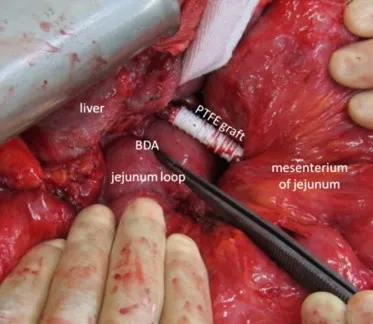 liver
PTFE graft
BDA
jejunum loop
mesenterium
of jejunum